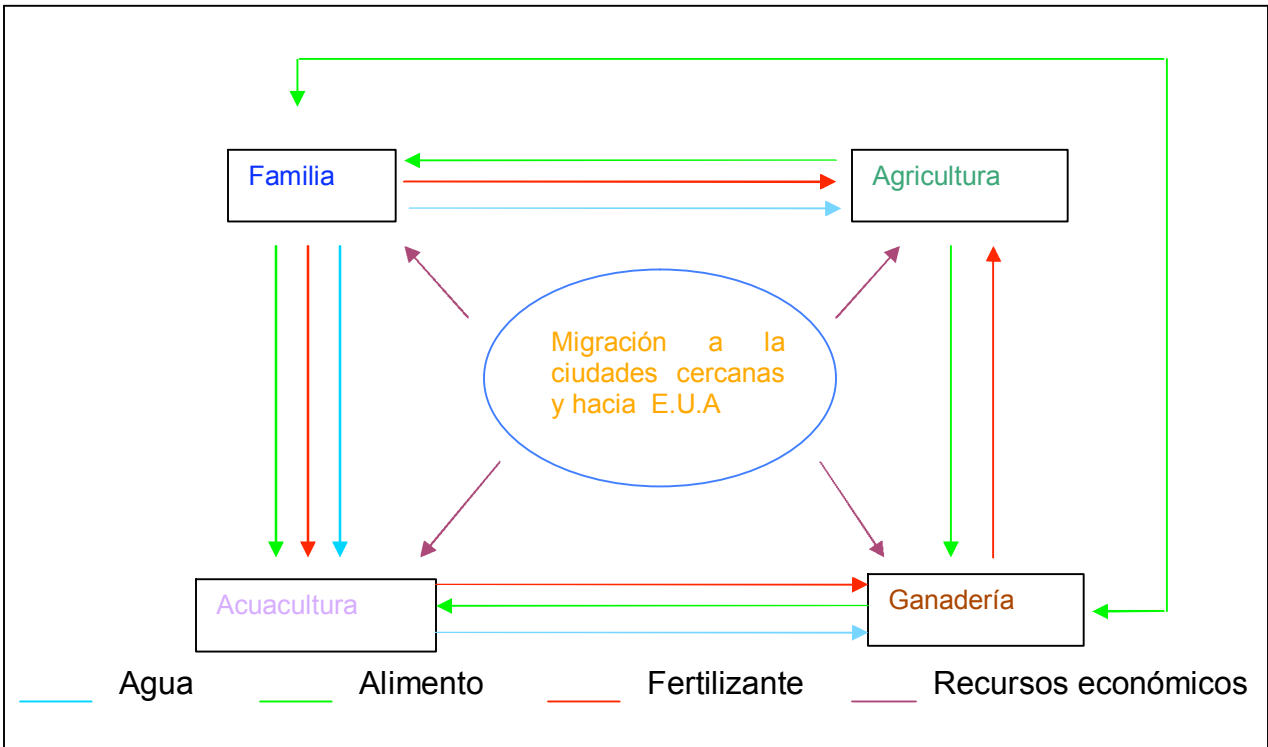 Familia
Agricultura
Migración a la
ciudades cercanas
y hacia E.U.A
Acuacultura
Ganadería
Agua Alimento Fertilizante Recursos económicos